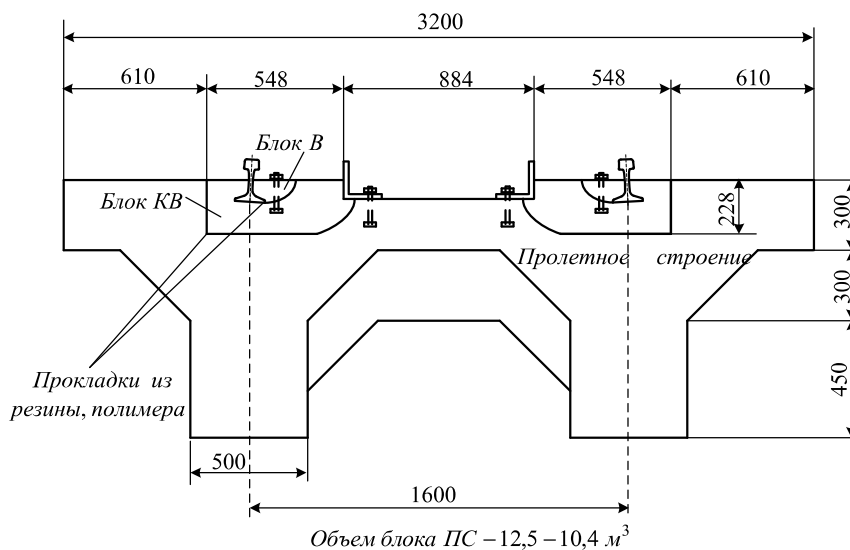 3200
610 548 884 548 610
Блок В
Блок КВ
228
300
Пролетное строение
300
Прокладки из
резины, полимера
450
500
1600
Объем блока ПС – 12,5 – 10,4 м³